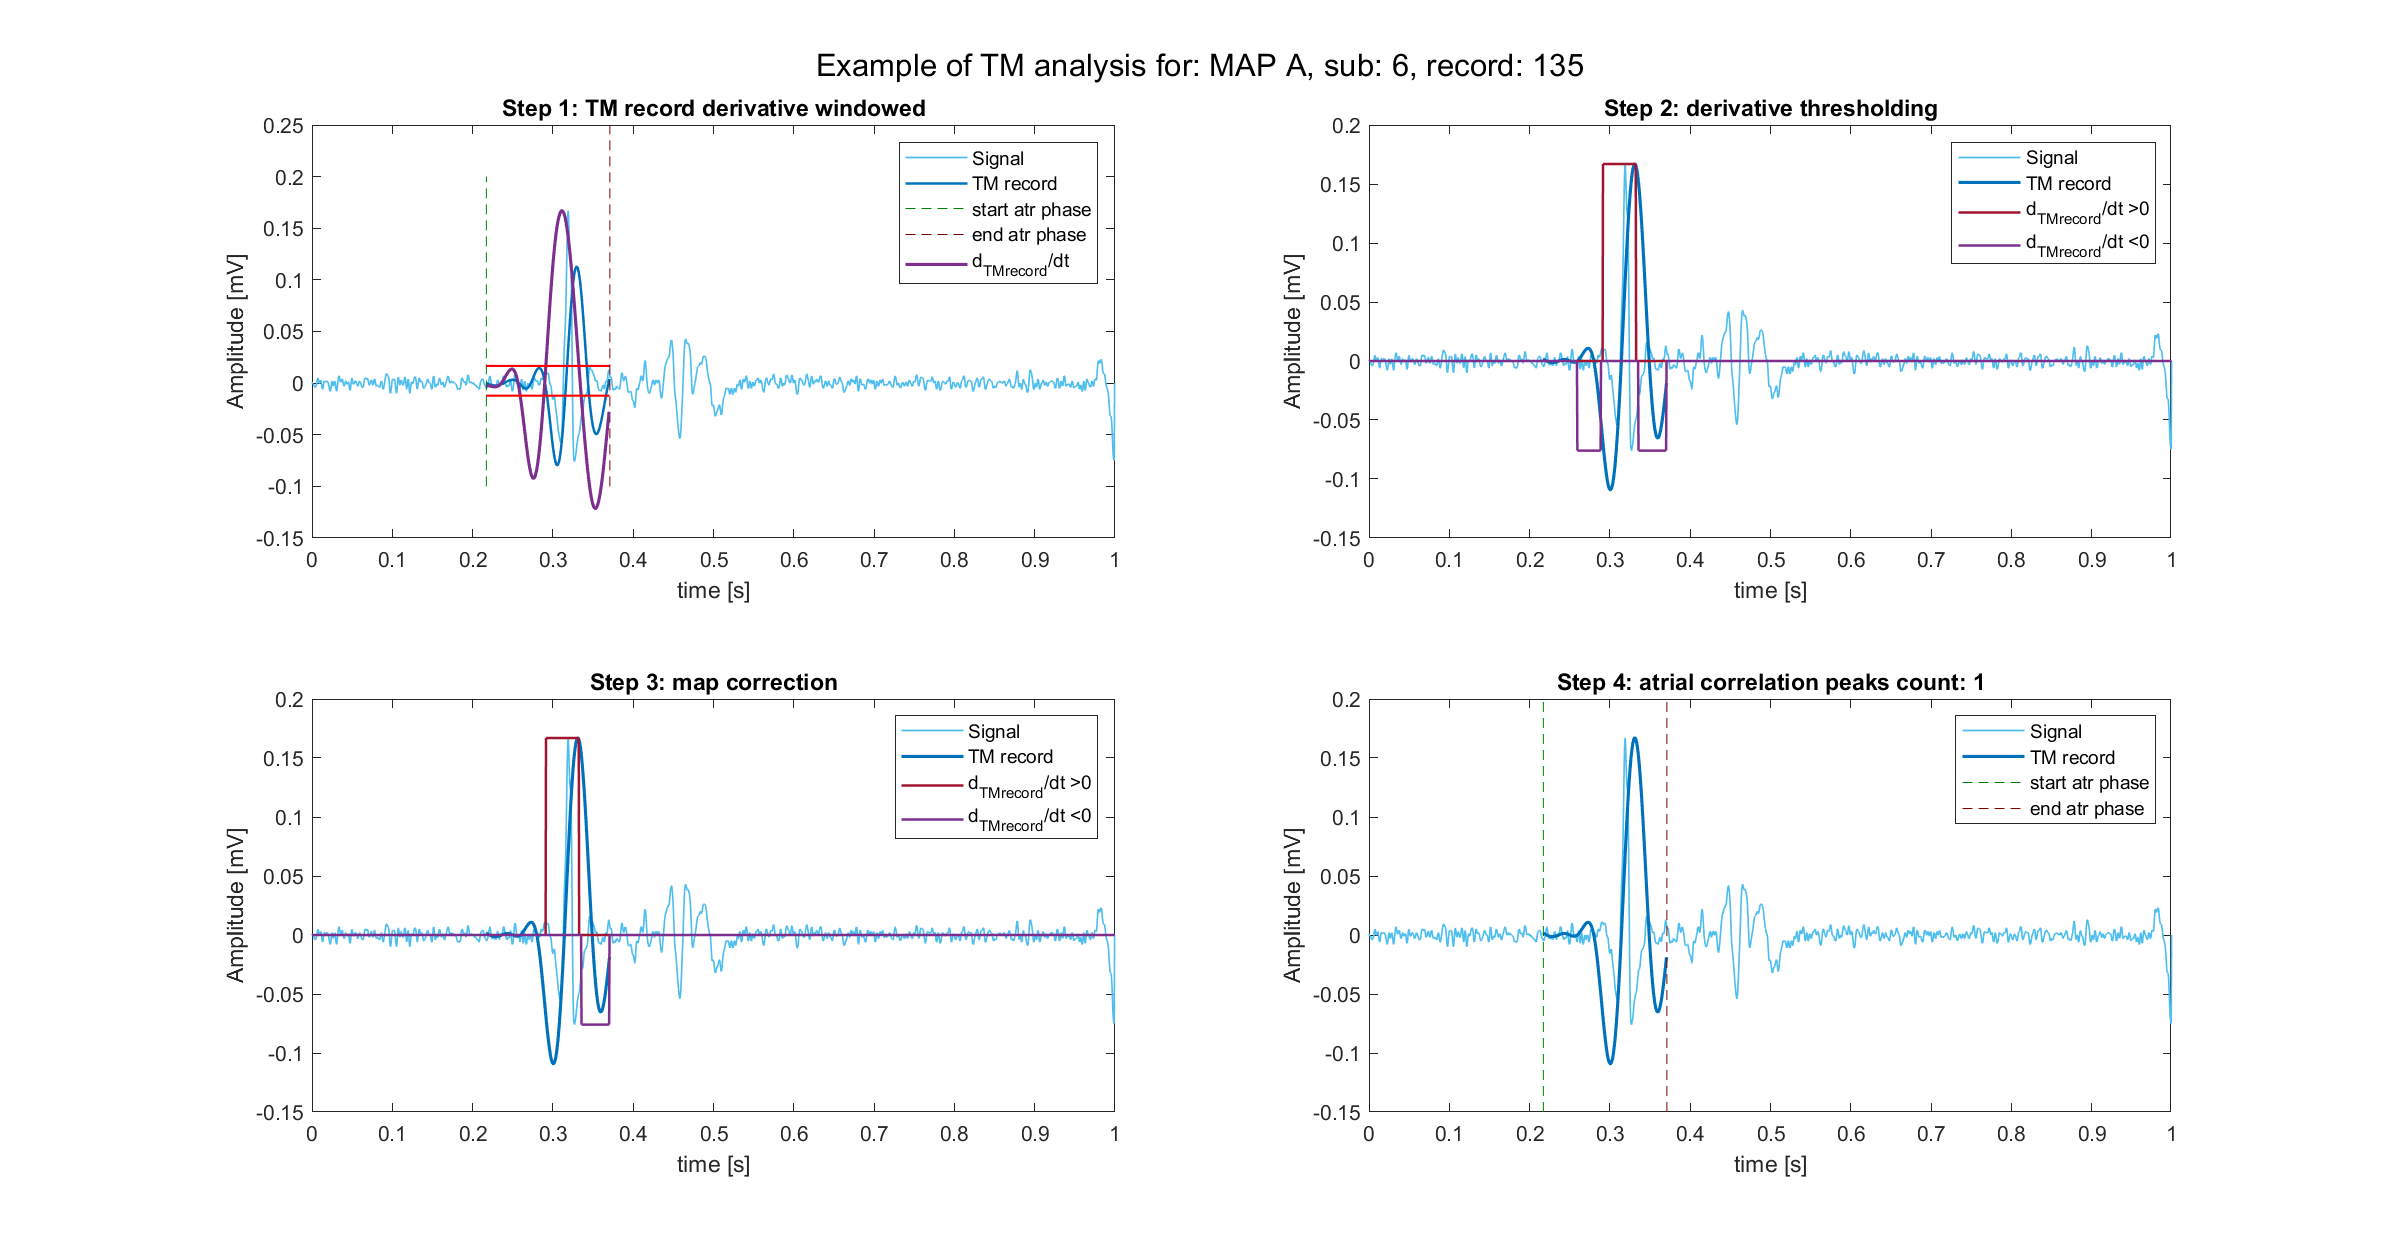 Example of TM analysis for: MAP A, sub: 6, record: 135
Step 1: TM record derivative windowed
0.25
0.2
0.15
0.1
0.05
0
-0.05
-0.1
-0.15
Amplitude [mV]
0 0.1 0.2 0.3 0.4 0.5 0.6 0.7 0.8 0.9 1
time [s]
Signal
TM record
start atr phase
end atr phase
dTMrecord/dt
Step 2: derivative thresholding
0.2
0.15
0.1
0.05
0
-0.05
-0.1
-0.15
Amplitude [mV]
0 0.1 0.2 0.3 0.4 0.5 0.6 0.7 0.8 0.9 1
time [s]
Signal
TM record
dTMrecord/dt >0
dTMrecord/dt <0
Step 3: map correction
0.2
0.15
0.1
0.05
0
-0.05
-0.1
-0.15
Amplitude [mV]
0 0.1 0.2 0.3 0.4 0.5 0.6 0.7 0.8 0.9 1
time [s]
Signal
TM record
dTMrecord/dt >0
dTMrecord/dt <0
Step 4: atrial correlation peaks count: 1
0.2
0.15
0.1
0.05
0
-0.05
-0.1
-0.15
Amplitude [mV]
0 0.1 0.2 0.3 0.4 0.5 0.6 0.7 0.8 0.9 1
time [s]
Signal
TM record
start atr phase
end atr phase